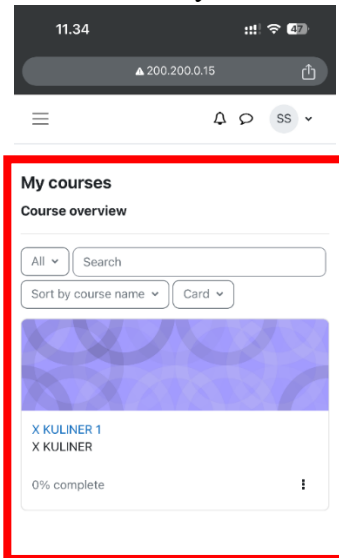 11.34
47
200.200.0.15
SS
My courses
Course overview
All
Search
Sort by course name
Card
X KULINER 1
X KULINER
0% complete